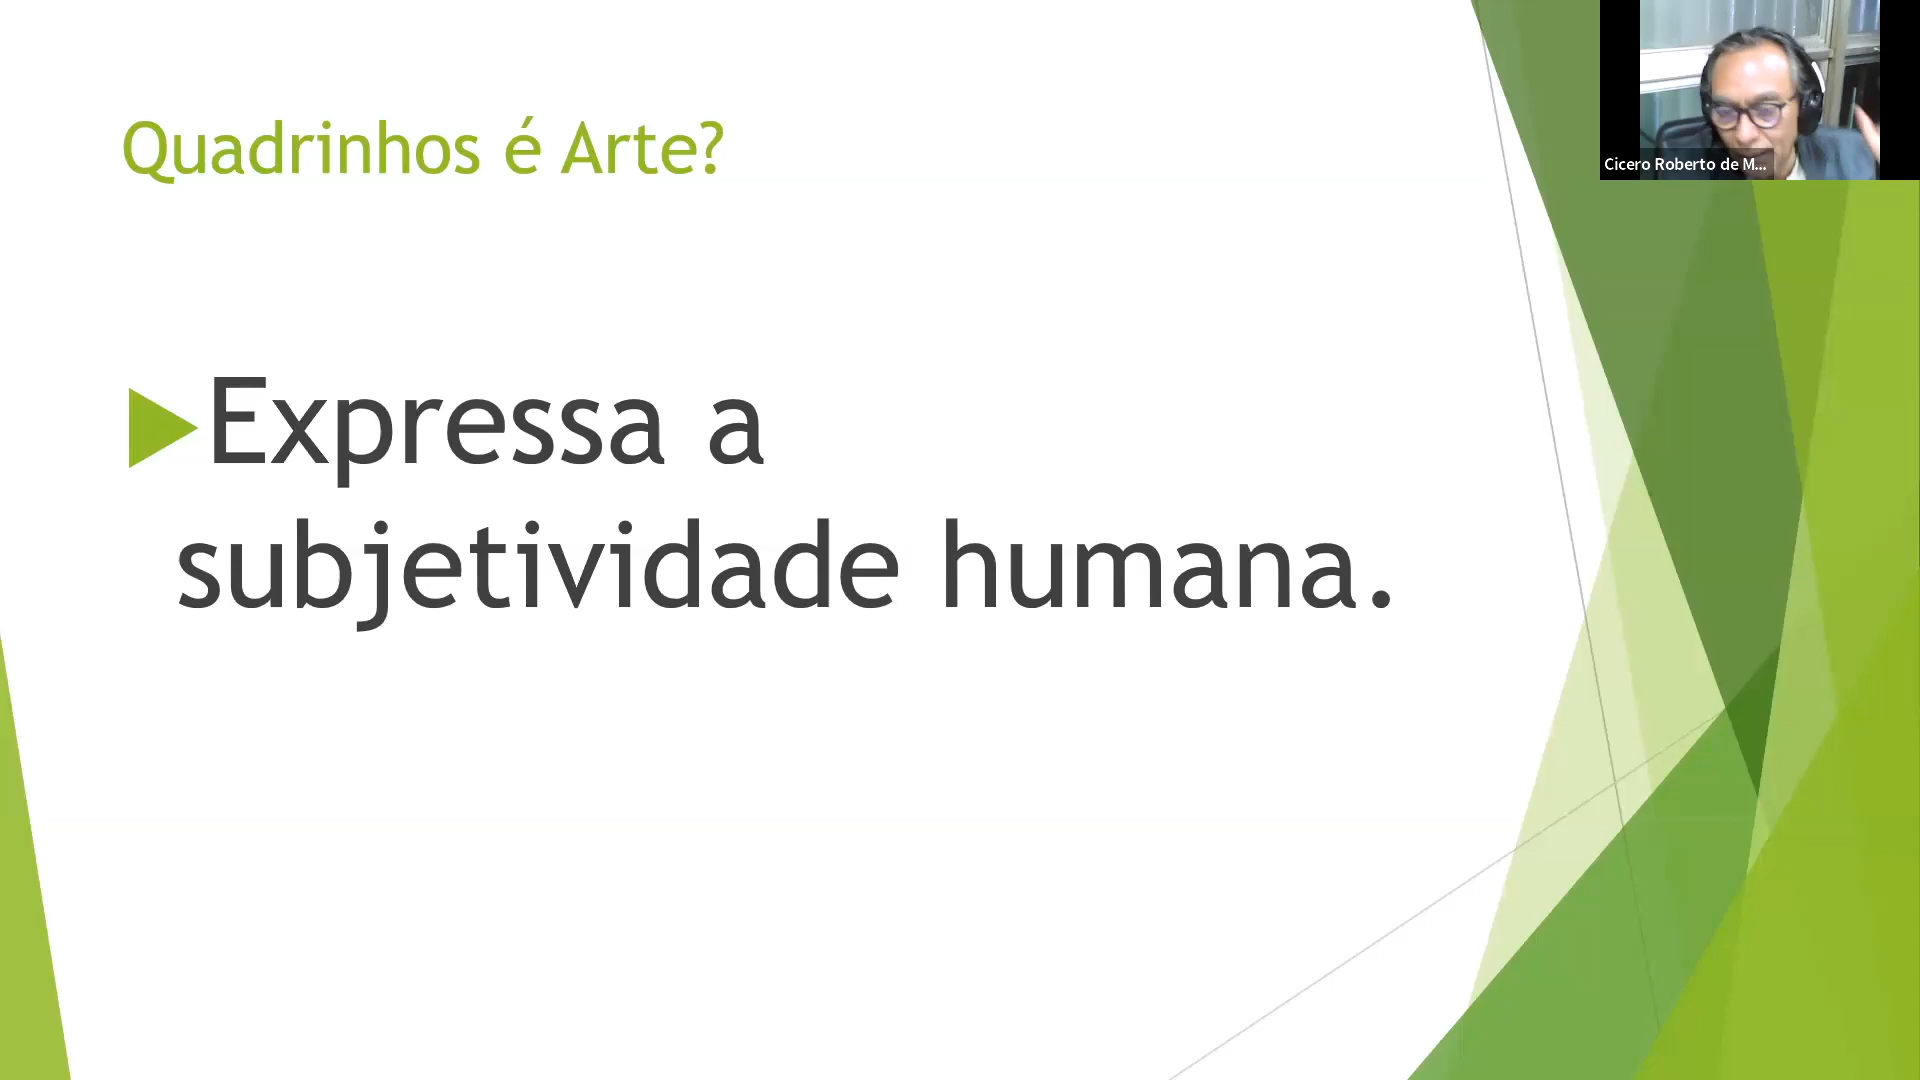 Quadrinhos é Arte?
Expressa a
subjetividade humana.
Cicero Roberto de M...